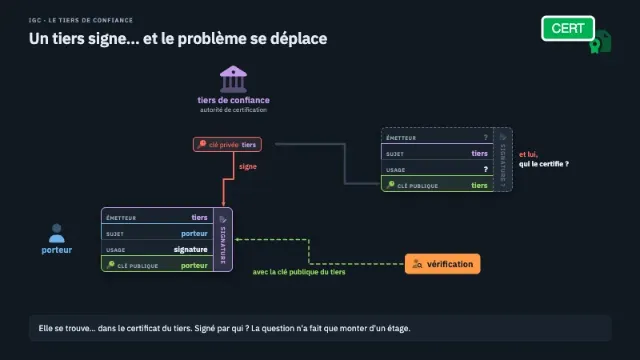 IGC - LE TIERS DE CONFIANCE
Un tiers signe... et le problème se déplace
CERT
tiers de confiance
autorité de certification
clé privée tiers
signe
ÉMETTEUR ?
SUJET tiers
USAGE ?
CLÉ PUBLIQUE tiers
SIGNATURE ?
et lui,
qui le certifie ?
porteur
ÉMETTEUR tiers
SUJET porteur
USAGE signature
CLÉ PUBLIQUE porteur
SIGNATURE
avec la clé publique du tiers
vérification
Elle se trouve... dans le certificat du tiers. Signé par qui ? La question n'a fait que monter d'un étage.